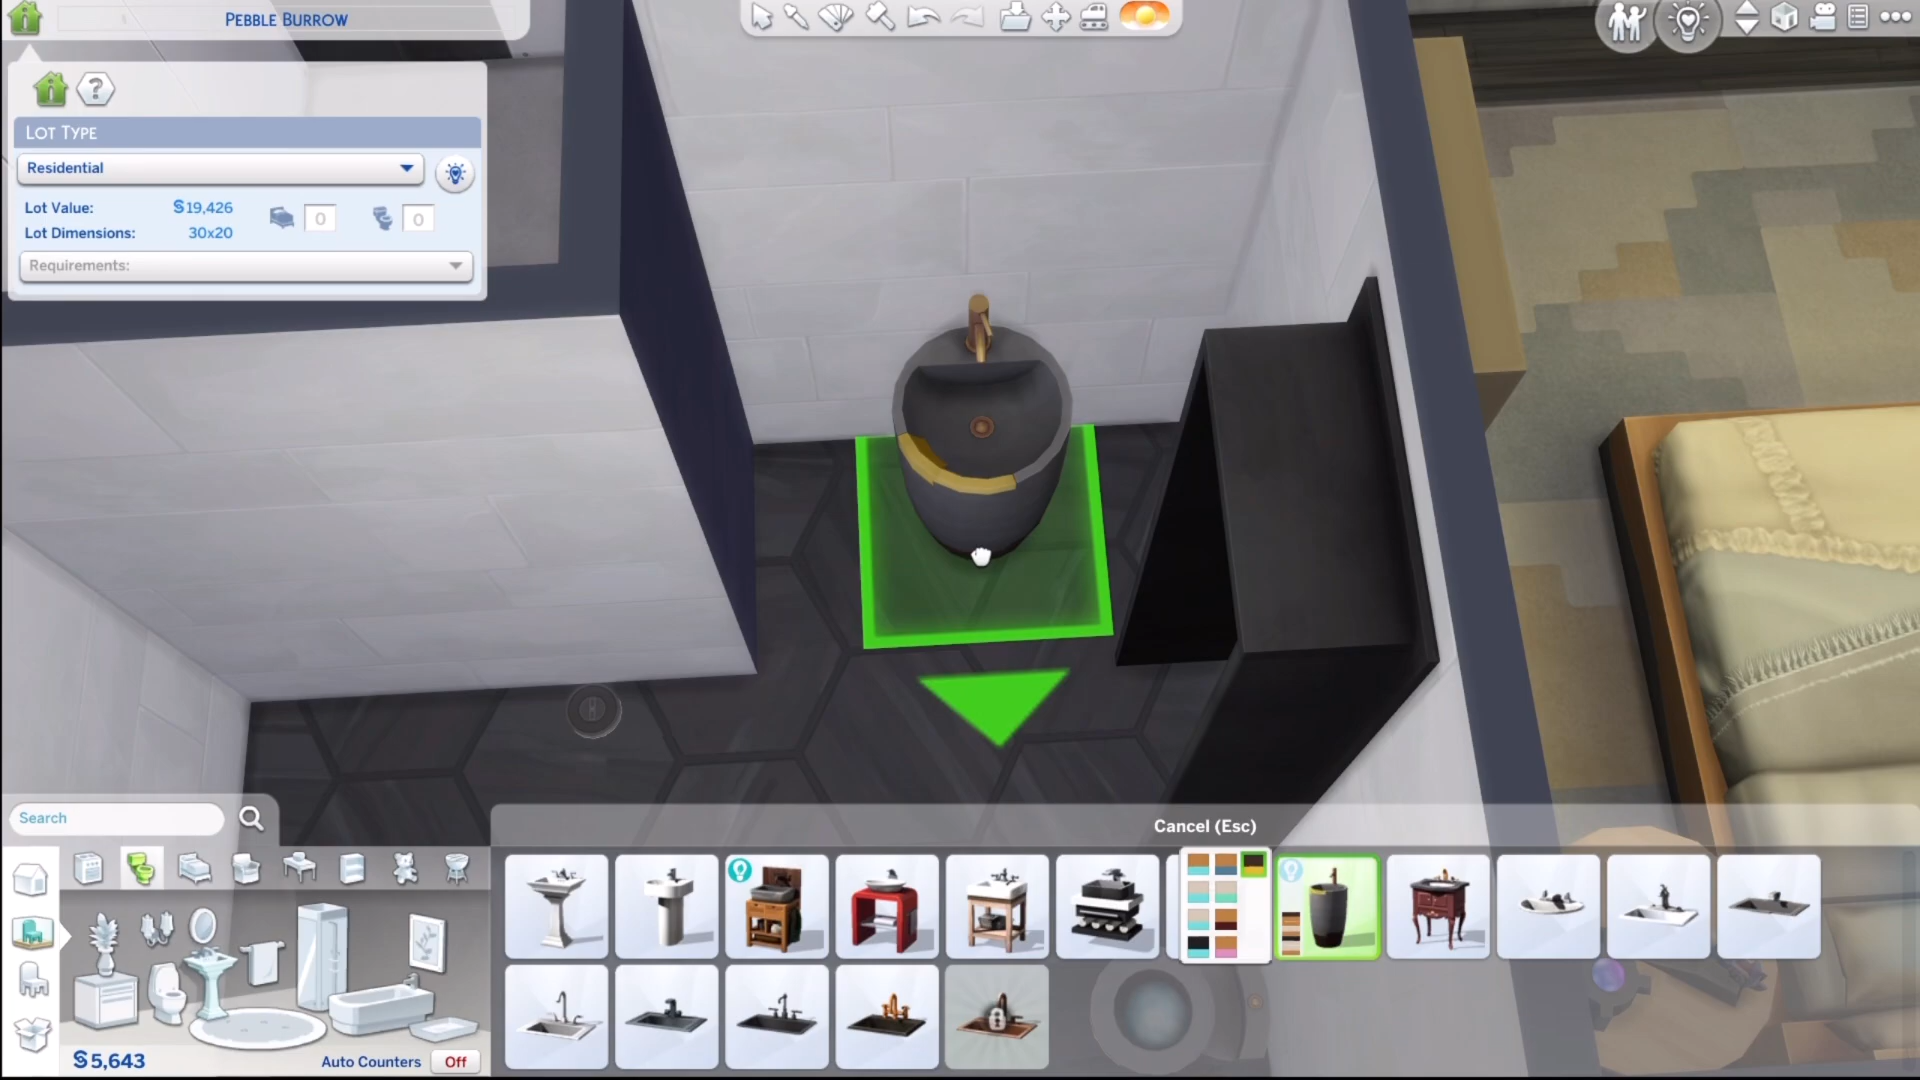 PEBBLE BURROW
?
LOT TYPE
Residential
Lot Value: §19,426
0
0
Lot Dimensions: 30x20
Requirements:
Search
Cancel (Esc)
§5,643
Auto Counters Off